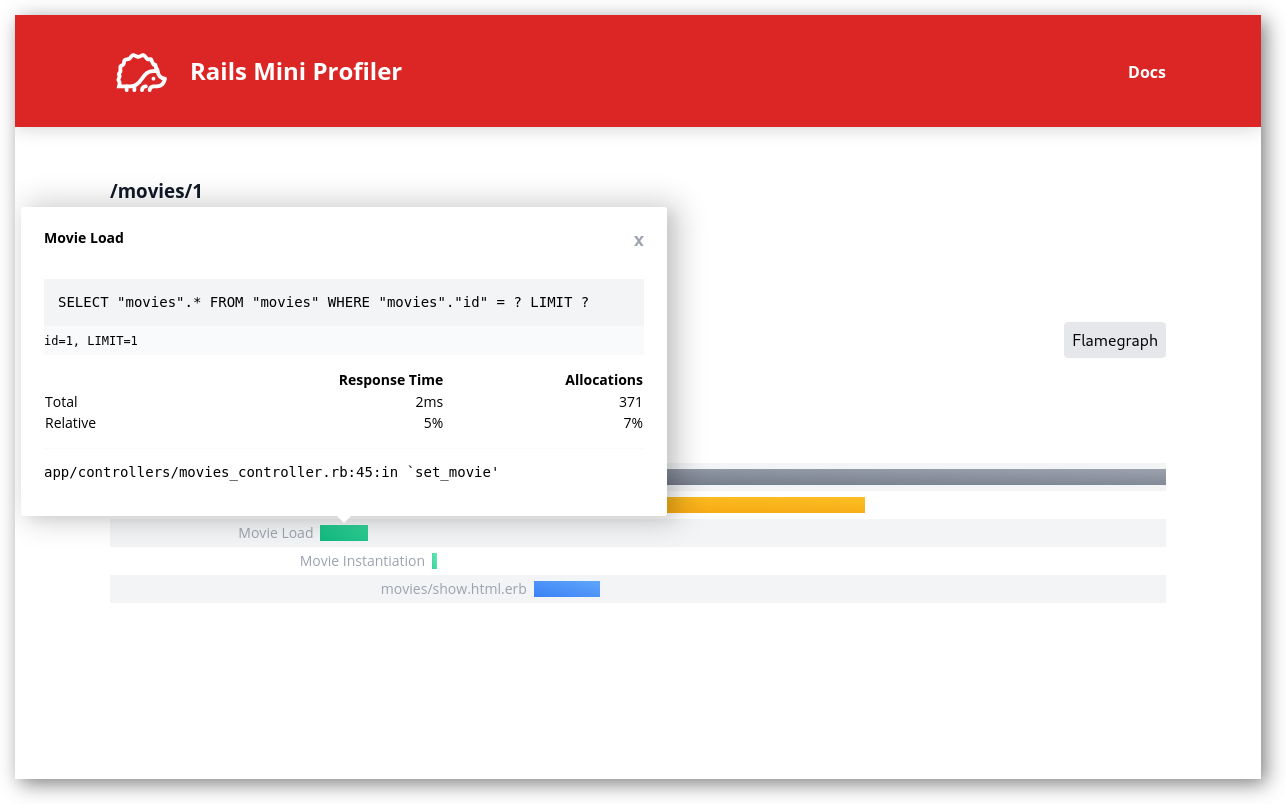 Rails Mini Profiler
Docs
/movies/1
Movie Load
x
SELECT "movies".* FROM "movies" WHERE "movies"."id" = ? LIMIT ?
id=1, LIMIT=1
Flamegraph
Response Time Allocations
Total 2ms 371
Relative 5% 7%
app/controllers/movies_controller.rb:45:in `set_movie'
Movie Load
Movie Instantiation
movies/show.html.erb